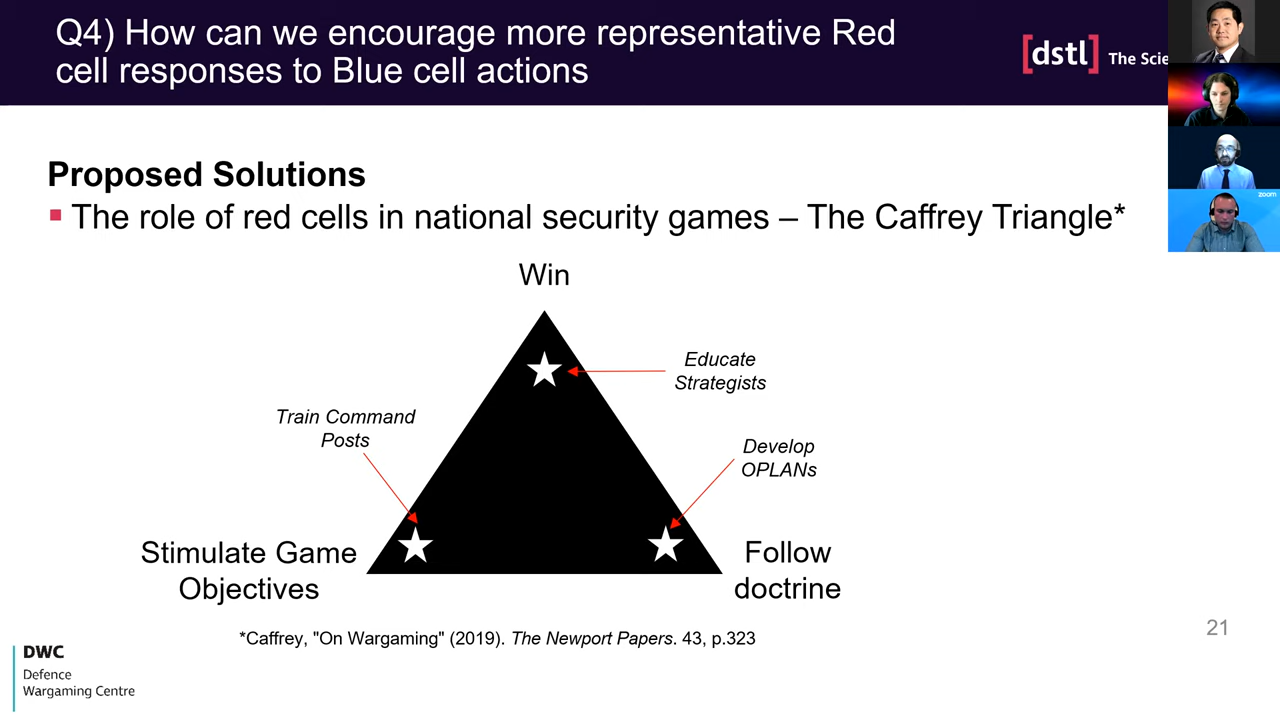 Q4) How can we encourage more representative Red
cell responses to Blue cell actions
[dstl] The Scie
zoom
Proposed Solutions
▪ The role of red cells in national security games – The Caffrey Triangle*
Win
Educate
Strategists
Train Command
Posts
Develop
OPLANs
Stimulate Game
Objectives
Follow
doctrine
*Caffrey, "On Wargaming" (2019). The Newport Papers. 43, p.323
21
DWC
Defence
Wargaming Centre